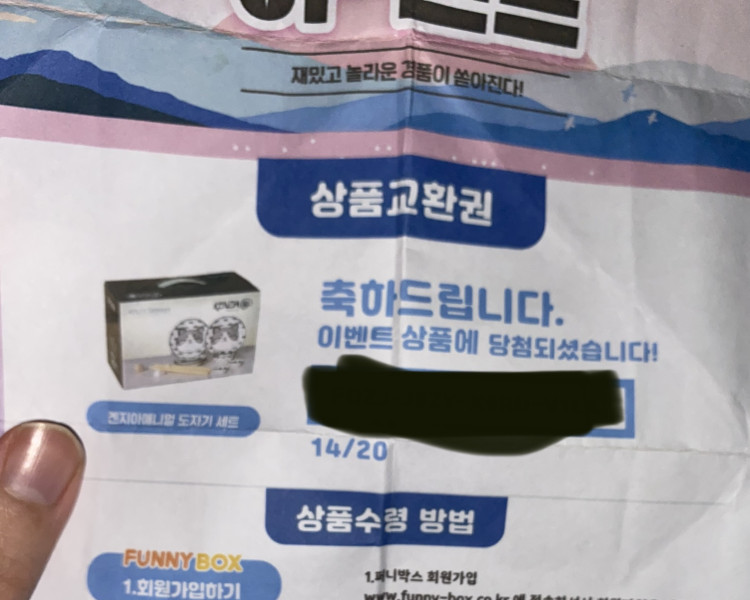 재밌고 놀라운 경품이 쏟아진다!
상품교환권
축하드립니다.
이벤트 상품에 당첨되셨습니다!
겐지아애니멀 도자기 세트
14/20
상품수령 방법
FUNNY BOX
1.회원가입하기
1.퍼니박스 회원가입